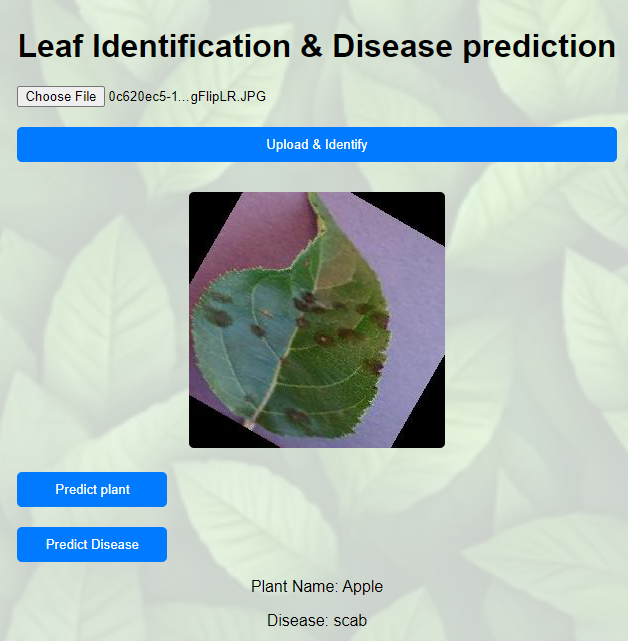 Leaf Identification & Disease prediction
Choose File 0c620ec5-1...gFlipLR.JPG
Upload & Identify
Predict plant
Predict Disease
Plant Name: Apple
Disease: scab